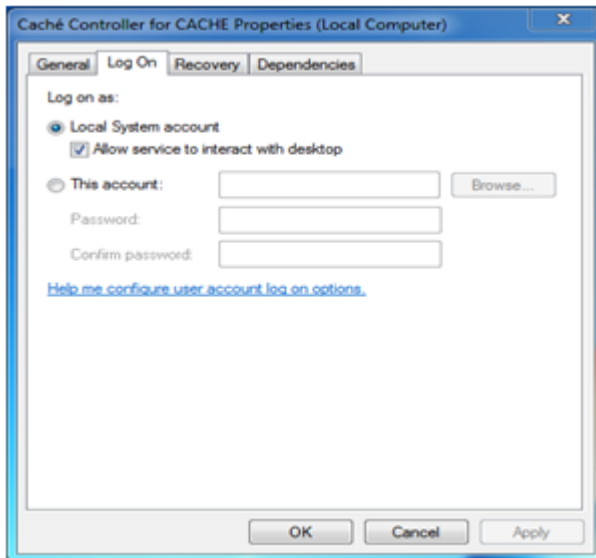 Caché Controller for CACHE Properties (Local Computer)
General Log On Recovery Dependencies
Log on as:
Local System account
Allow service to interact with desktop
This account: Browse...
Password:
Confirm password:
Help me configure user account log on options.
OK Cancel Apply